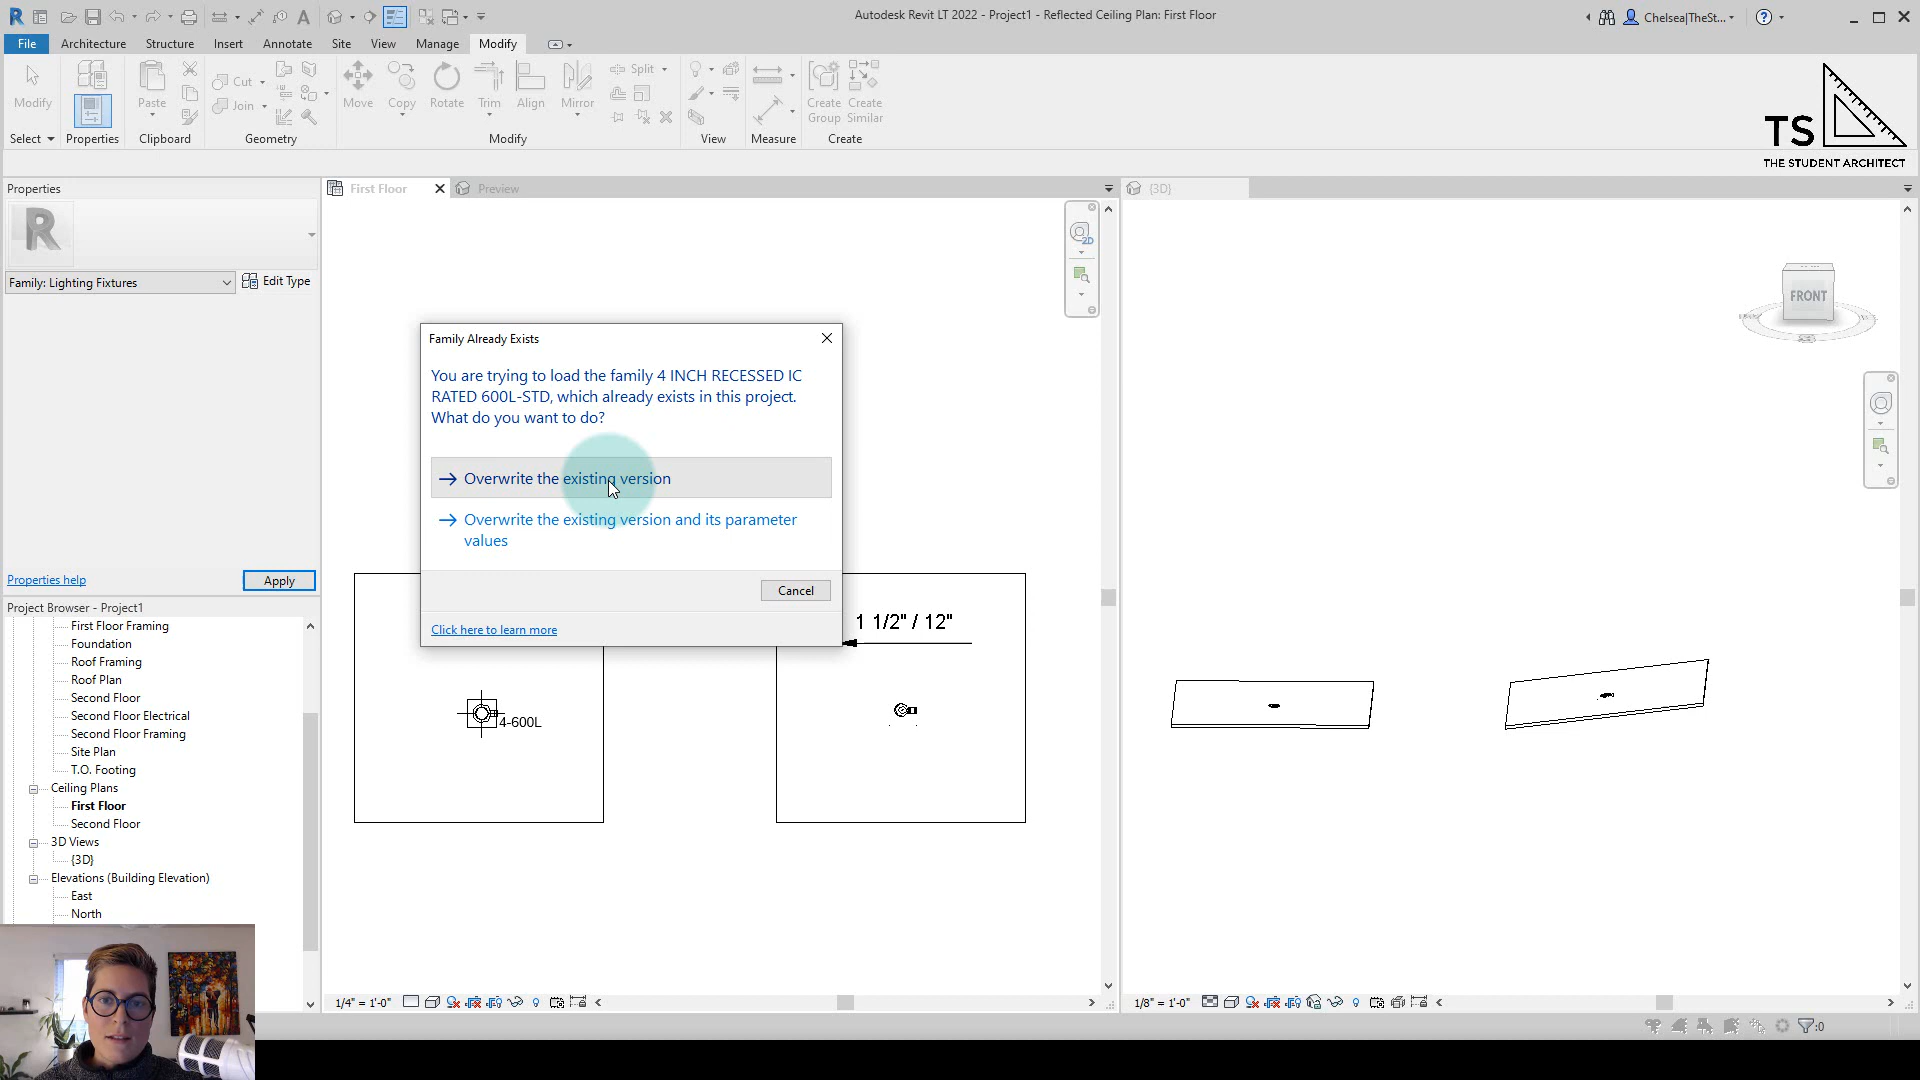 Autodesk Revit LT 2022 - Project1 - Reflected Ceiling Plan: First Floor
Chelsea|TheSt...
File Architecture Structure Insert Annotate Site View Manage Modify
Modify
Paste
Cut
Join
Move Copy Rotate Trim Align Mirror
Split
Create Group
Create Similar
Select Properties Clipboard Geometry Modify View Measure Create
TS
THE STUDENT ARCHITECT
Properties
First Floor
Preview
{3D}
R
Family: Lighting Fixtures
Edit Type
2D
FRONT
Family Already Exists
You are trying to load the family 4 INCH RECESSED IC
RATED 600L-STD, which already exists in this project.
What do you want to do?
Overwrite the existing version
Overwrite the existing version and its parameter
values
Cancel
Click here to learn more
Properties help
Apply
Project Browser - Project1
First Floor Framing
Foundation
Roof Framing
Roof Plan
Second Floor
Second Floor Electrical
Second Floor Framing
Site Plan
T.O. Footing
Ceiling Plans
First Floor
Second Floor
3D Views
{3D}
Elevations (Building Elevation)
East
North
1 1/2" / 12"
4-600L
1/4" = 1'-0"
1/8" = 1'-0"
:0